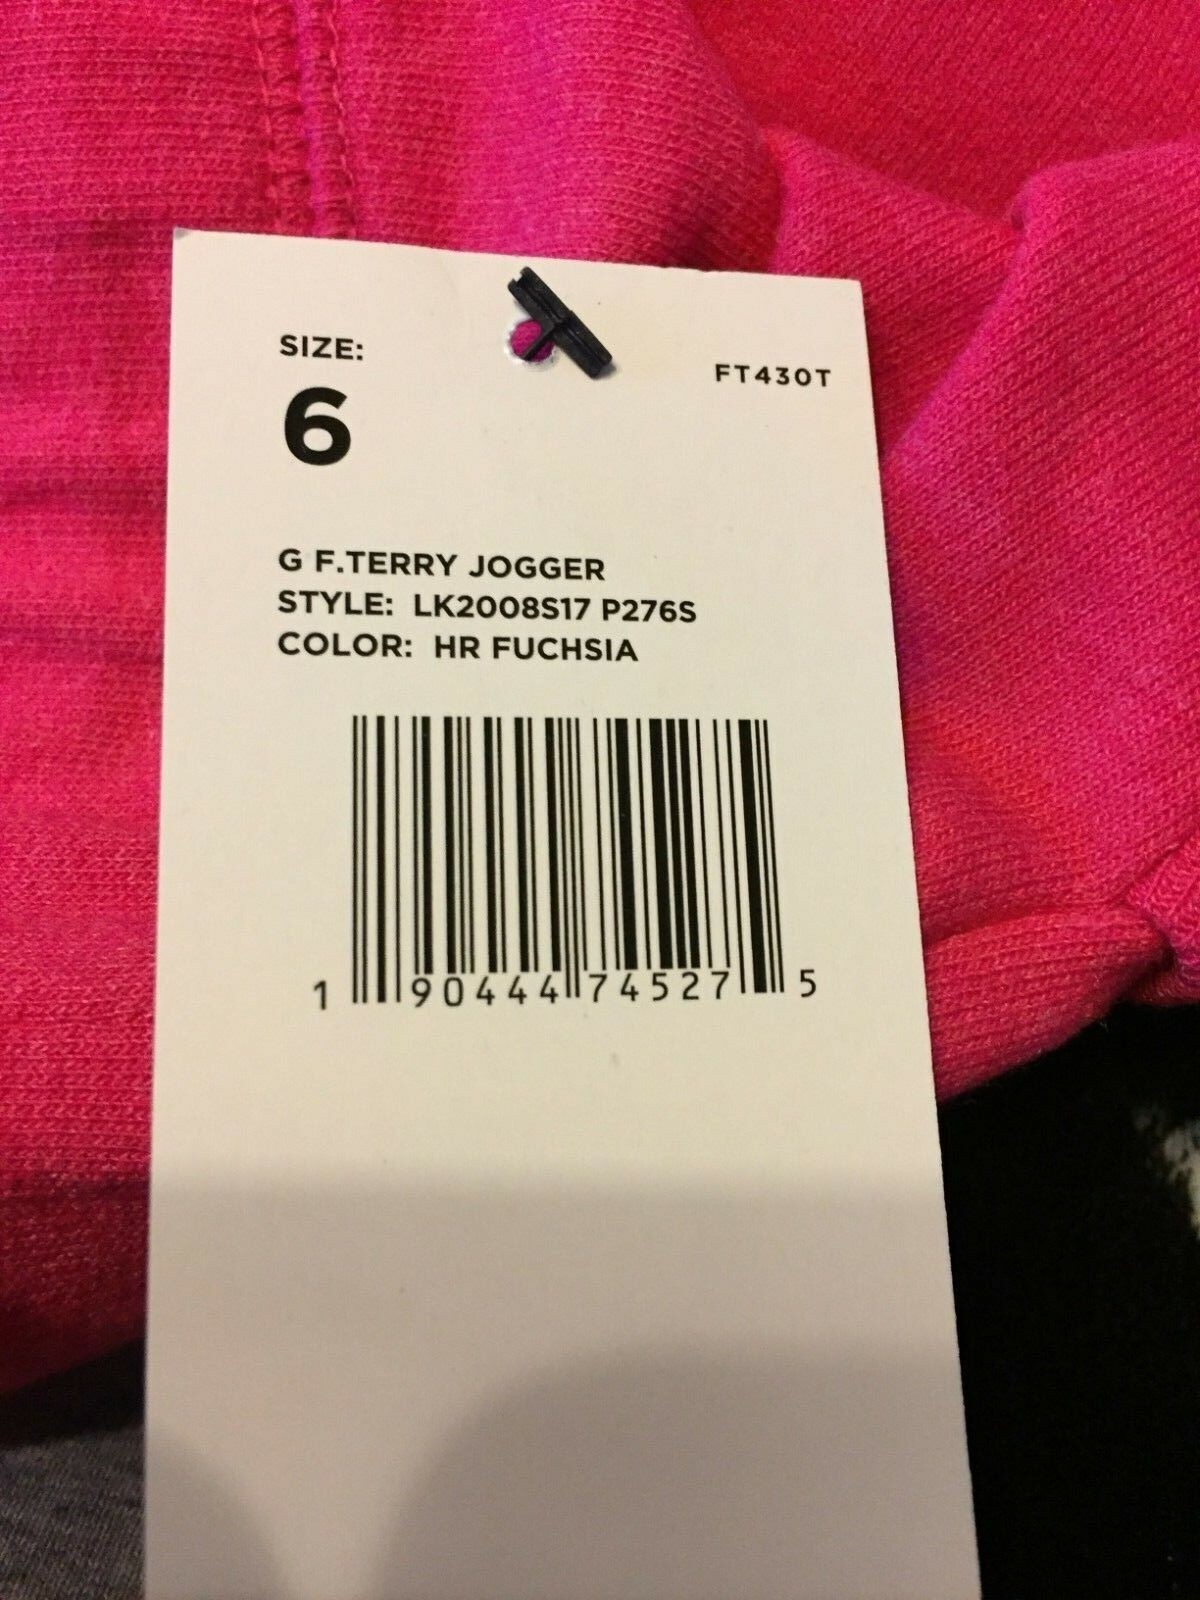 SIZE:
6
FT430T
G F.TERRY JOGGER
STYLE: LK2008S17 P276S
COLOR: HR FUCHSIA
1 90444 74527 5